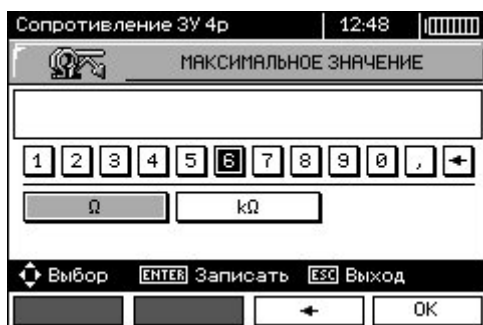 Сопротивление ЗУ 4p 12:48
МАКСИМАЛЬНОЕ ЗНАЧЕНИЕ
1 2 3 4 5 6 7 8 9 0 , ←
Ω kΩ
Выбор ENTER Записать ESC Выход
← OK